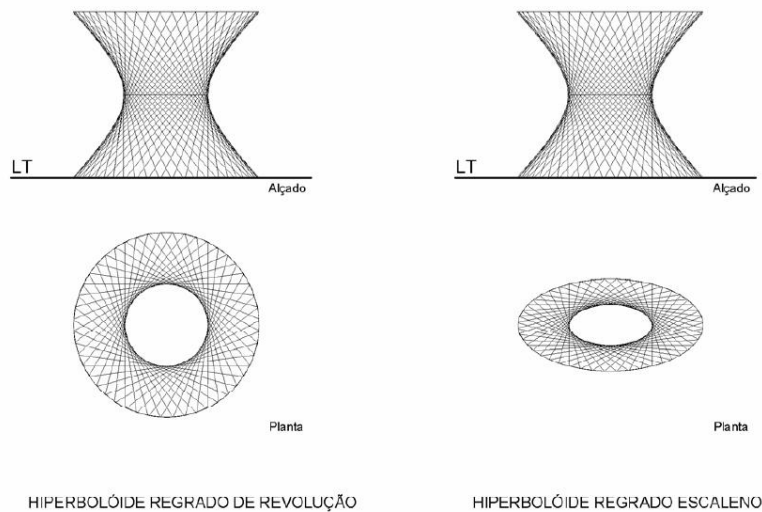 LT
Alçado
LT
Alçado
Planta
Planta
HIPERBOLÓIDE REGRADO DE REVOLUÇÃO
HIPERBOLÓIDE REGRADO ESCALENO